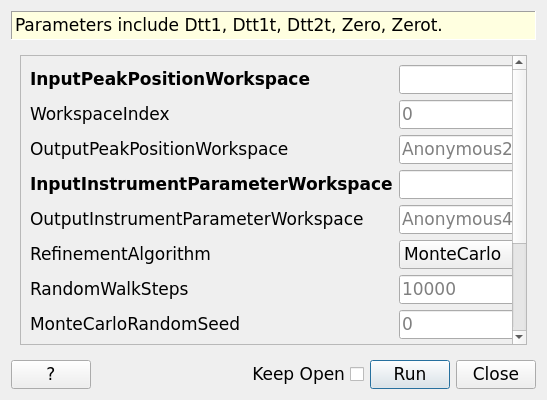 Parameters include Dtt1, Dtt1t, Dtt2t, Zero, Zerot.
InputPeakPositionWorkspace
WorkspaceIndex 0
OutputPeakPositionWorkspace Anonymous2
InputInstrumentParameterWorkspace
OutputInstrumentParameterWorkspace Anonymous4
RefinementAlgorithm MonteCarlo
RandomWalkSteps 10000
MonteCarloRandomSeed 0
? Keep Open Run Close